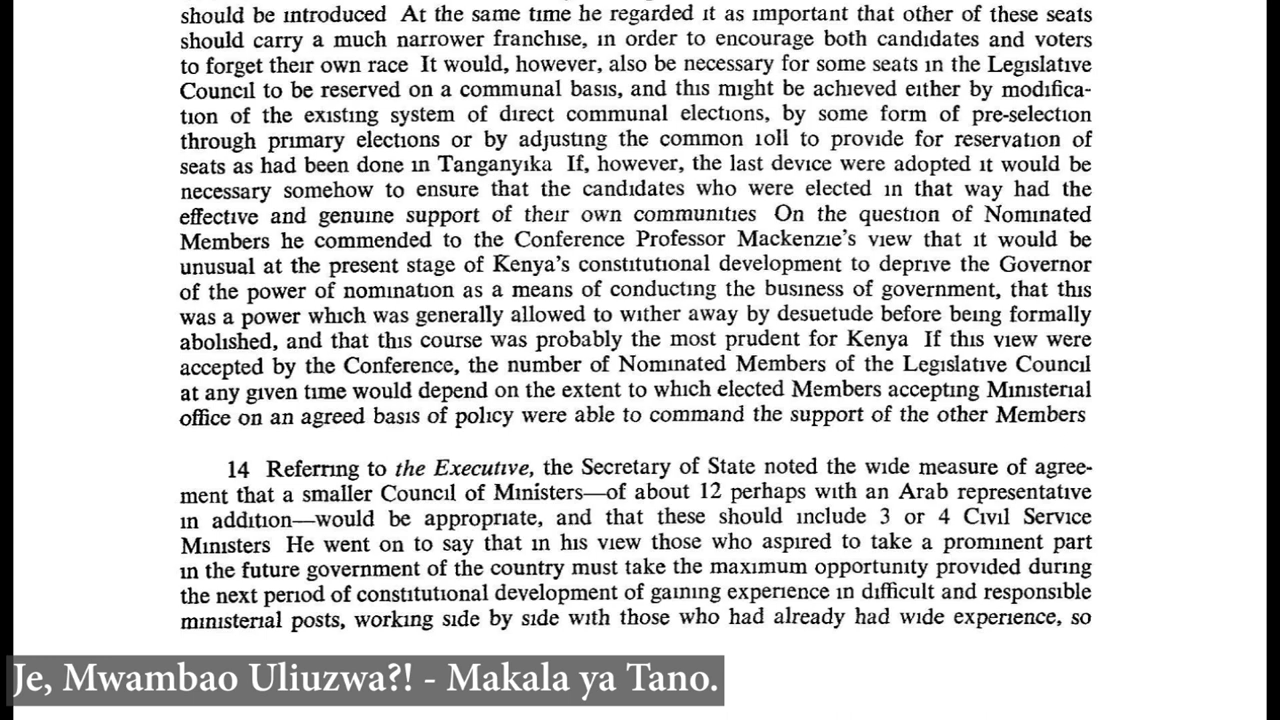 should be introduced At the same time he regarded it as important that other of these seats
should carry a much narrower franchise, in order to encourage both candidates and voters
to forget their own race It would, however, also be necessary for some seats in the Legislative
Council to be reserved on a communal basis, and this might be achieved either by modifica-
tion of the existing system of direct communal elections, by some form of pre-selection
through primary elections or by adjusting the common roll to provide for reservation of
seats as had been done in Tanganyika If, however, the last device were adopted it would be
necessary somehow to ensure that the candidates who were elected in that way had the
effective and genuine support of their own communities On the question of Nominated
Members he commended to the Conference Professor Mackenzie's view that it would be
unusual at the present stage of Kenya's constitutional development to deprive the Governor
of the power of nomination as a means of conducting the business of government, that this
was a power which was generally allowed to wither away by desuetude before being formally
abolished, and that this course was probably the most prudent for Kenya If this view were
accepted by the Conference, the number of Nominated Members of the Legislative Council
at any given time would depend on the extent to which elected Members accepting Ministerial
office on an agreed basis of policy were able to command the support of the other Members
14 Referring to the Executive, the Secretary of State noted the wide measure of agree-
ment that a smaller Council of Ministers—of about 12 perhaps with an Arab representative
in addition—would be appropriate, and that these should include 3 or 4 Civil Service
Ministers He went on to say that in his view those who aspired to take a prominent part
in the future government of the country must take the maximum opportunity provided during
the next period of constitutional development of gaining experience in difficult and responsible
ministerial posts, working side by side with those who had already had wide experience, so
Je, Mwambao Uliuzwa?! - Makala ya Tano.